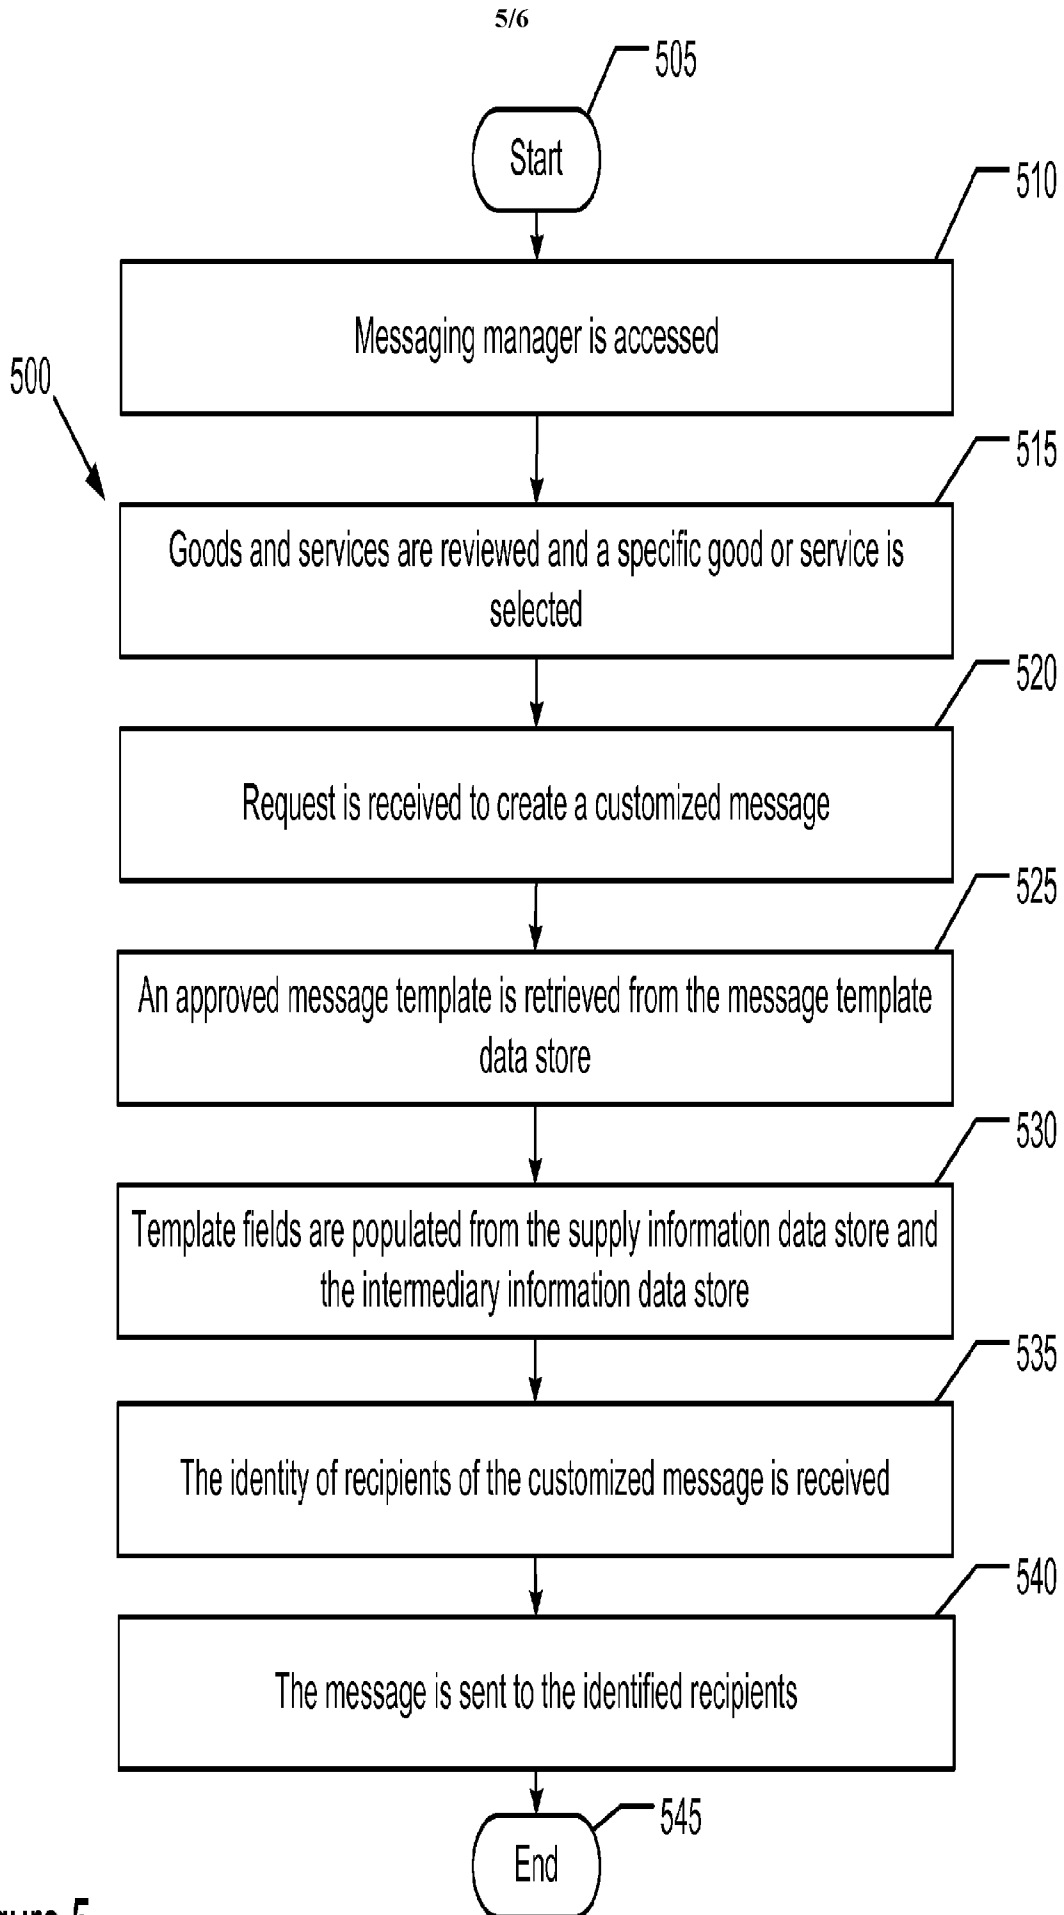 5/6
505
Start
510
Messaging manager is accessed
500
515
Goods and services are reviewed and a specific good or service is
selected
520
Request is received to create a customized message
525
An approved message template is retrieved from the message template
data store
530
Template fields are populated from the supply information data store and
the intermediary information data store
535
The identity of recipients of the customized message is received
540
The message is sent to the identified recipients
545
End